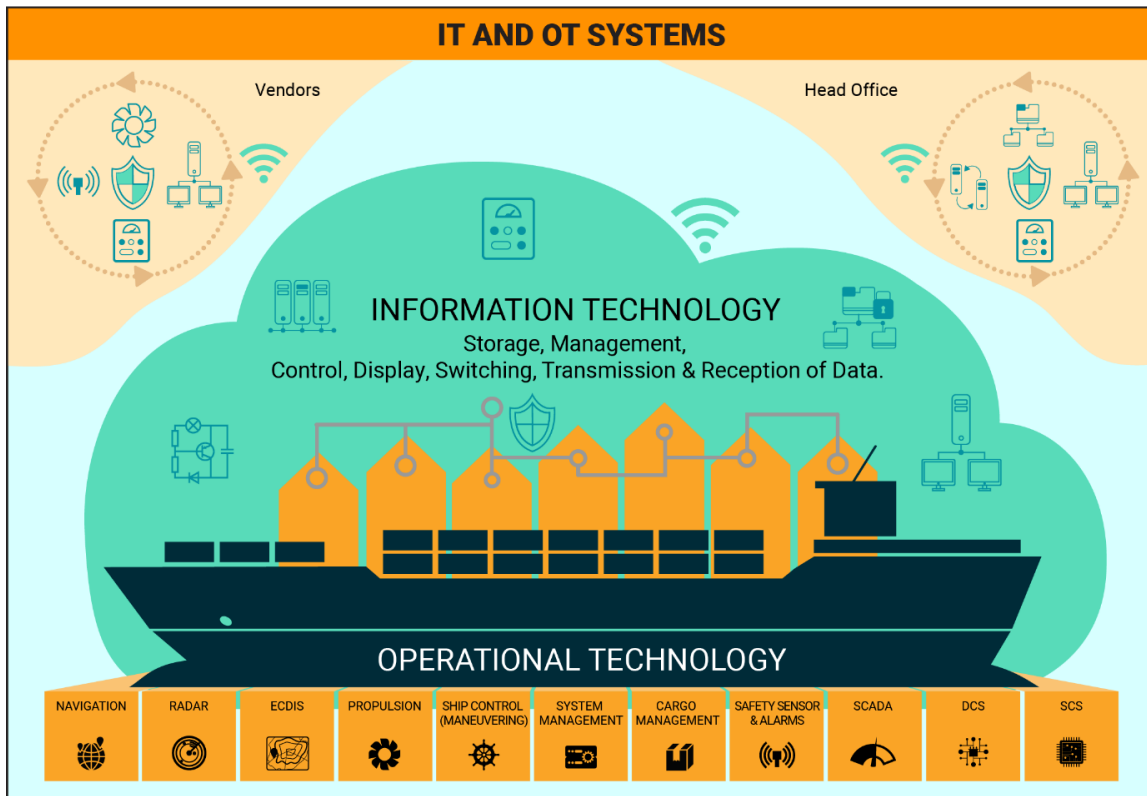 IT AND OT SYSTEMS
Vendors
Head Office
INFORMATION TECHNOLOGY
Storage, Management,
Control, Display, Switching, Transmission & Reception of Data.
OPERATIONAL TECHNOLOGY
NAVIGATION
RADAR
ECDIS
PROPULSION
SHIP CONTROL
(MANEUVERING)
SYSTEM
MANAGEMENT
CARGO
MANAGEMENT
SAFETY SENSOR
& ALARMS
SCADA
DCS
SCS